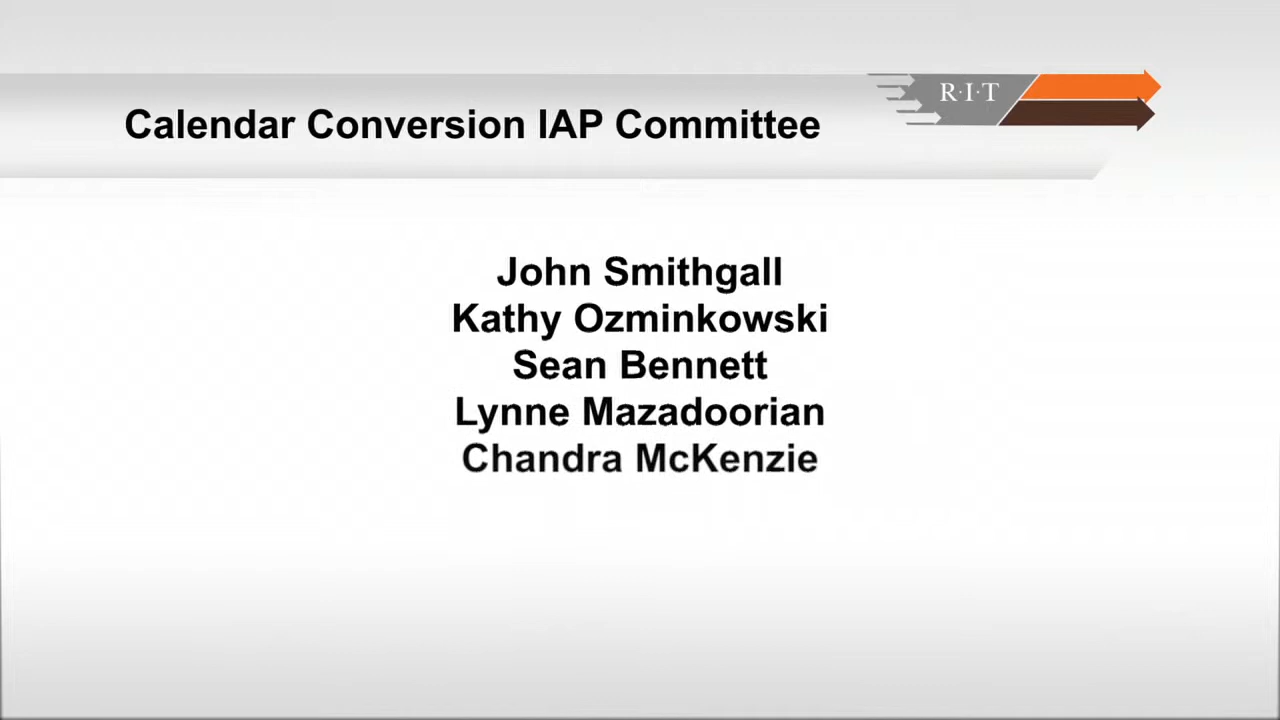 R·I·T
Calendar Conversion IAP Committee
John Smithgall
Kathy Ozminkowski
Sean Bennett
Lynne Mazadoorian
Chandra McKenzie